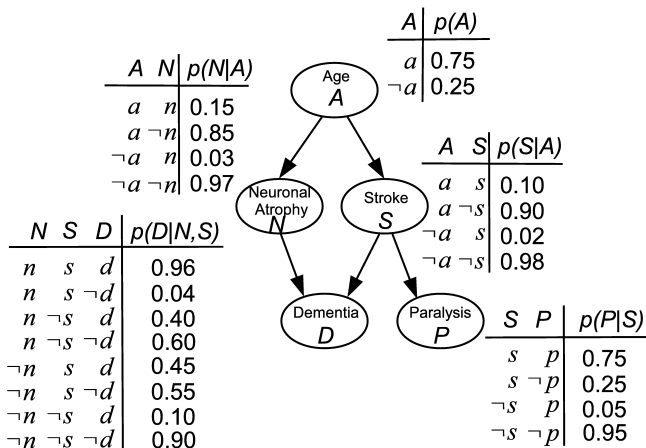 A p(A)
a 0.75
¬a 0.25
A N p(N|A)
a n 0.15
a ¬n 0.85
¬a n 0.03
¬a ¬n 0.97
Age
A
A S p(S|A)
a s 0.10
a ¬s 0.90
¬a s 0.02
¬a ¬s 0.98
Neuronal
Atrophy
N
Stroke
S
N S D p(D|N,S)
n s d 0.96
n s ¬d 0.04
n ¬s d 0.40
n ¬s ¬d 0.60
¬n s d 0.45
¬n s ¬d 0.55
¬n ¬s d 0.10
¬n ¬s ¬d 0.90
Dementia
D
Paralysis
P
S P p(P|S)
s p 0.75
s ¬p 0.25
¬s p 0.05
¬s ¬p 0.95